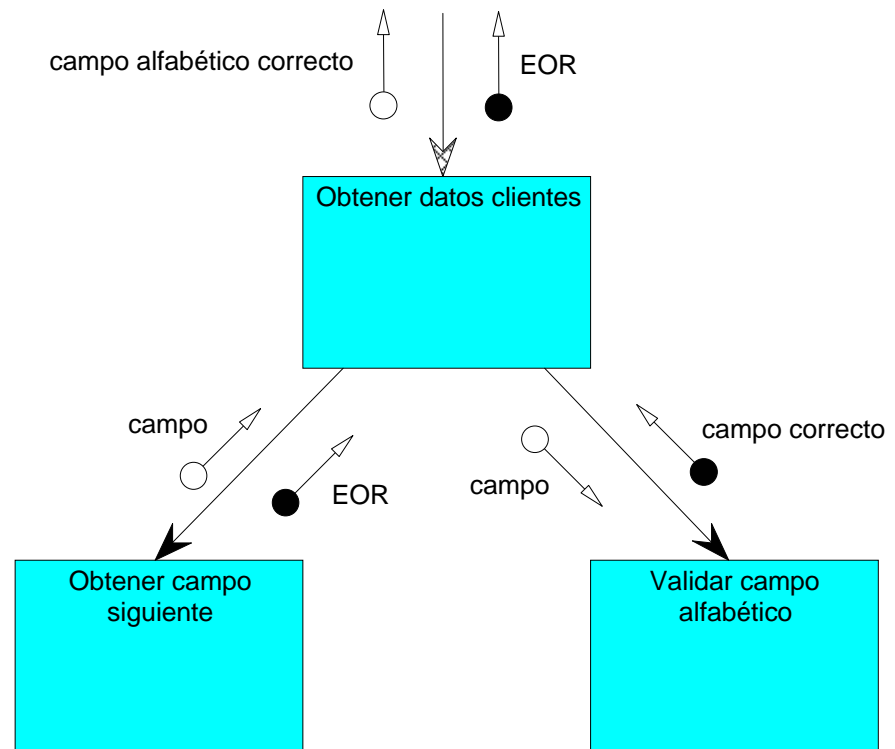 campo alfabético correcto
EOR
Obtener datos clientes
campo
EOR
campo
campo correcto
Obtener campo
siguiente
Validar campo
alfabético